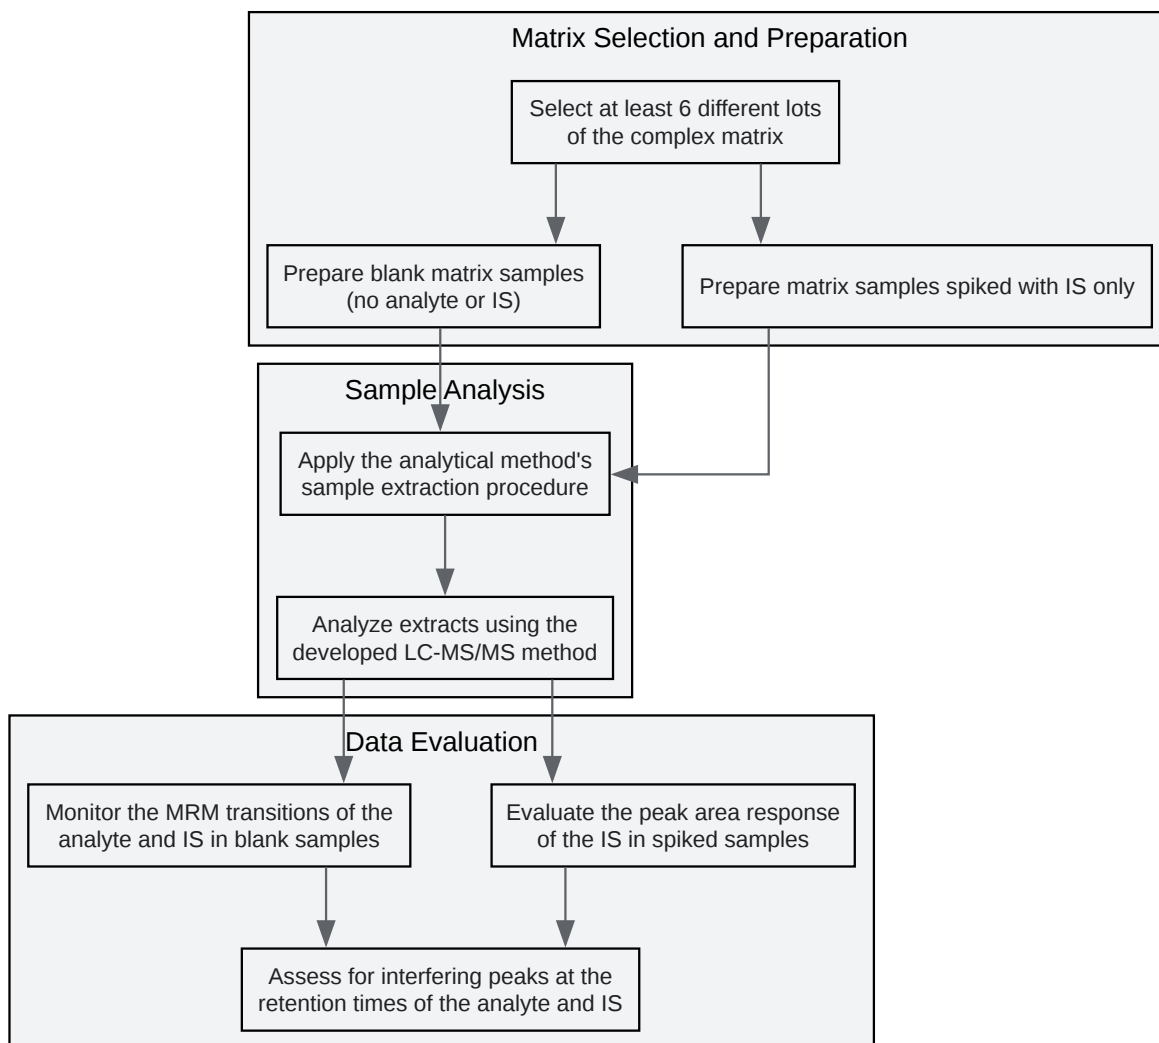 Matrix Selection and Preparation
Select at least 6 different lots
of the complex matrix
Prepare blank matrix samples
(no analyte or IS)
Prepare matrix samples spiked with IS only
Sample Analysis
Apply the analytical method's
sample extraction procedure
Analyze extracts using the
developed LC-MS/MS method
Data Evaluation
Monitor the MRM transitions of the
analyte and IS in blank samples
Evaluate the peak area response
of the IS in spiked samples
Assess for interfering peaks at the
retention times of the analyte and IS